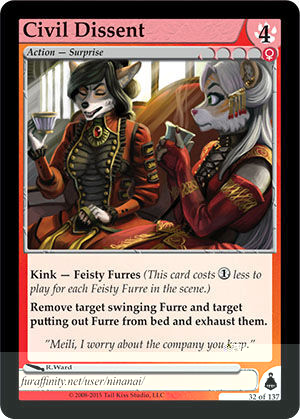 Civil Dissent
4
Action — Surprise
Kink — Feisty Furres (This card costs 1 less to
play for each Feisty Furre in the scene.)
Remove target swinging Furre and target
putting out Furre from bed and exhaust them.
"Meili, I worry about the company you keep."
R.Ward
furaffinity.net/user/ninanai/
©2008-2015 Tail Kiss Studio, LLC
32 of 137